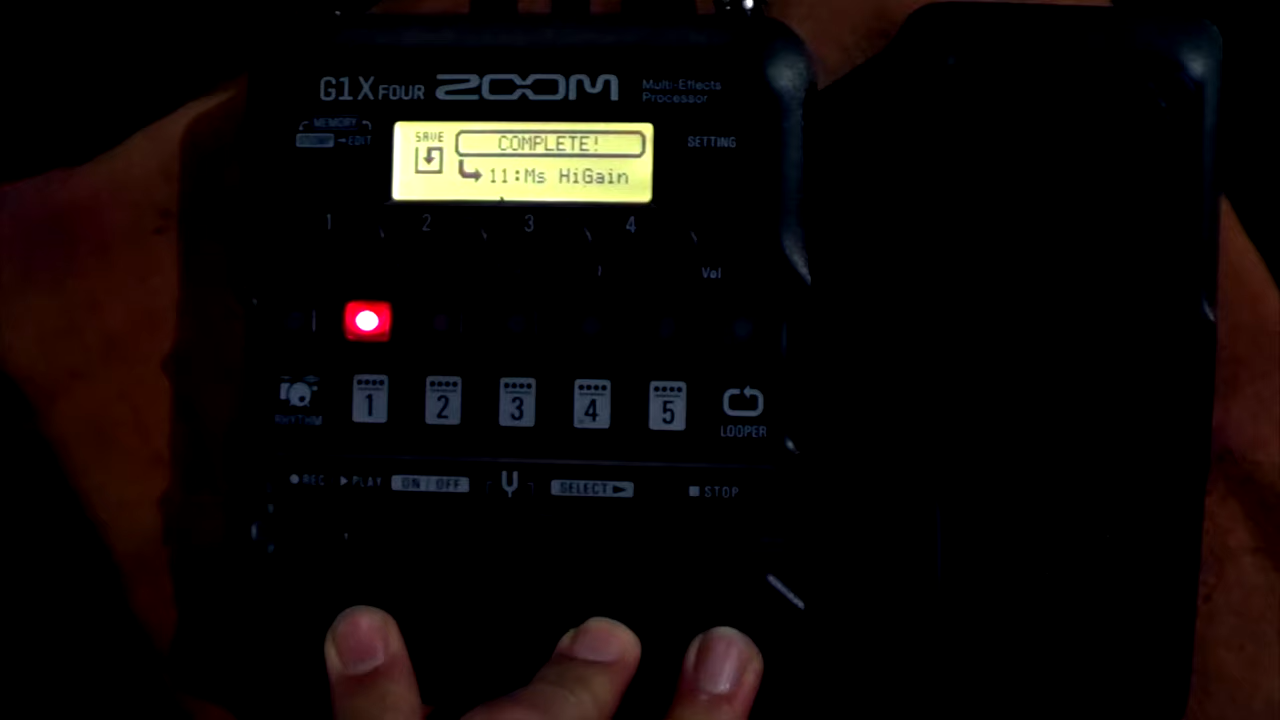 G1X FOUR ZOOM Multi-Effects
Processor
MEMORY
→EDIT
SAVE
COMPLETE!
11:Ms HiGain
SETTING
1 2 3 4
Vol
1 2 3 4 5
RHYTHM
LOOPER
REC PLAY ON/OFF SELECT STOP